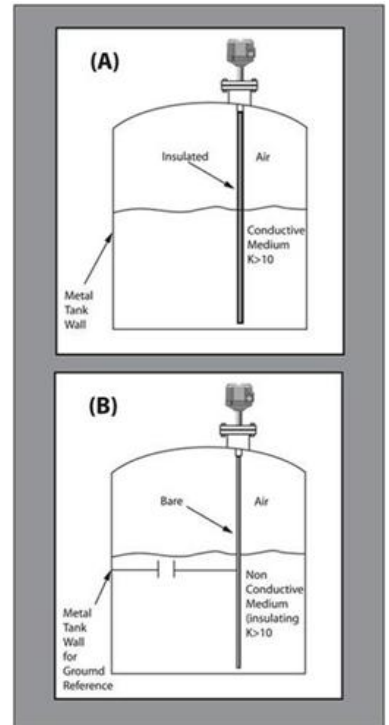 (A)
Insulated
Air
Conductive
Medium
K>10
Metal
Tank
Wall
(B)
Bare
Air
Non
Conductive
Medium
(insulating
K>10
Metal
Tank
Wall
for
Ground
Reference